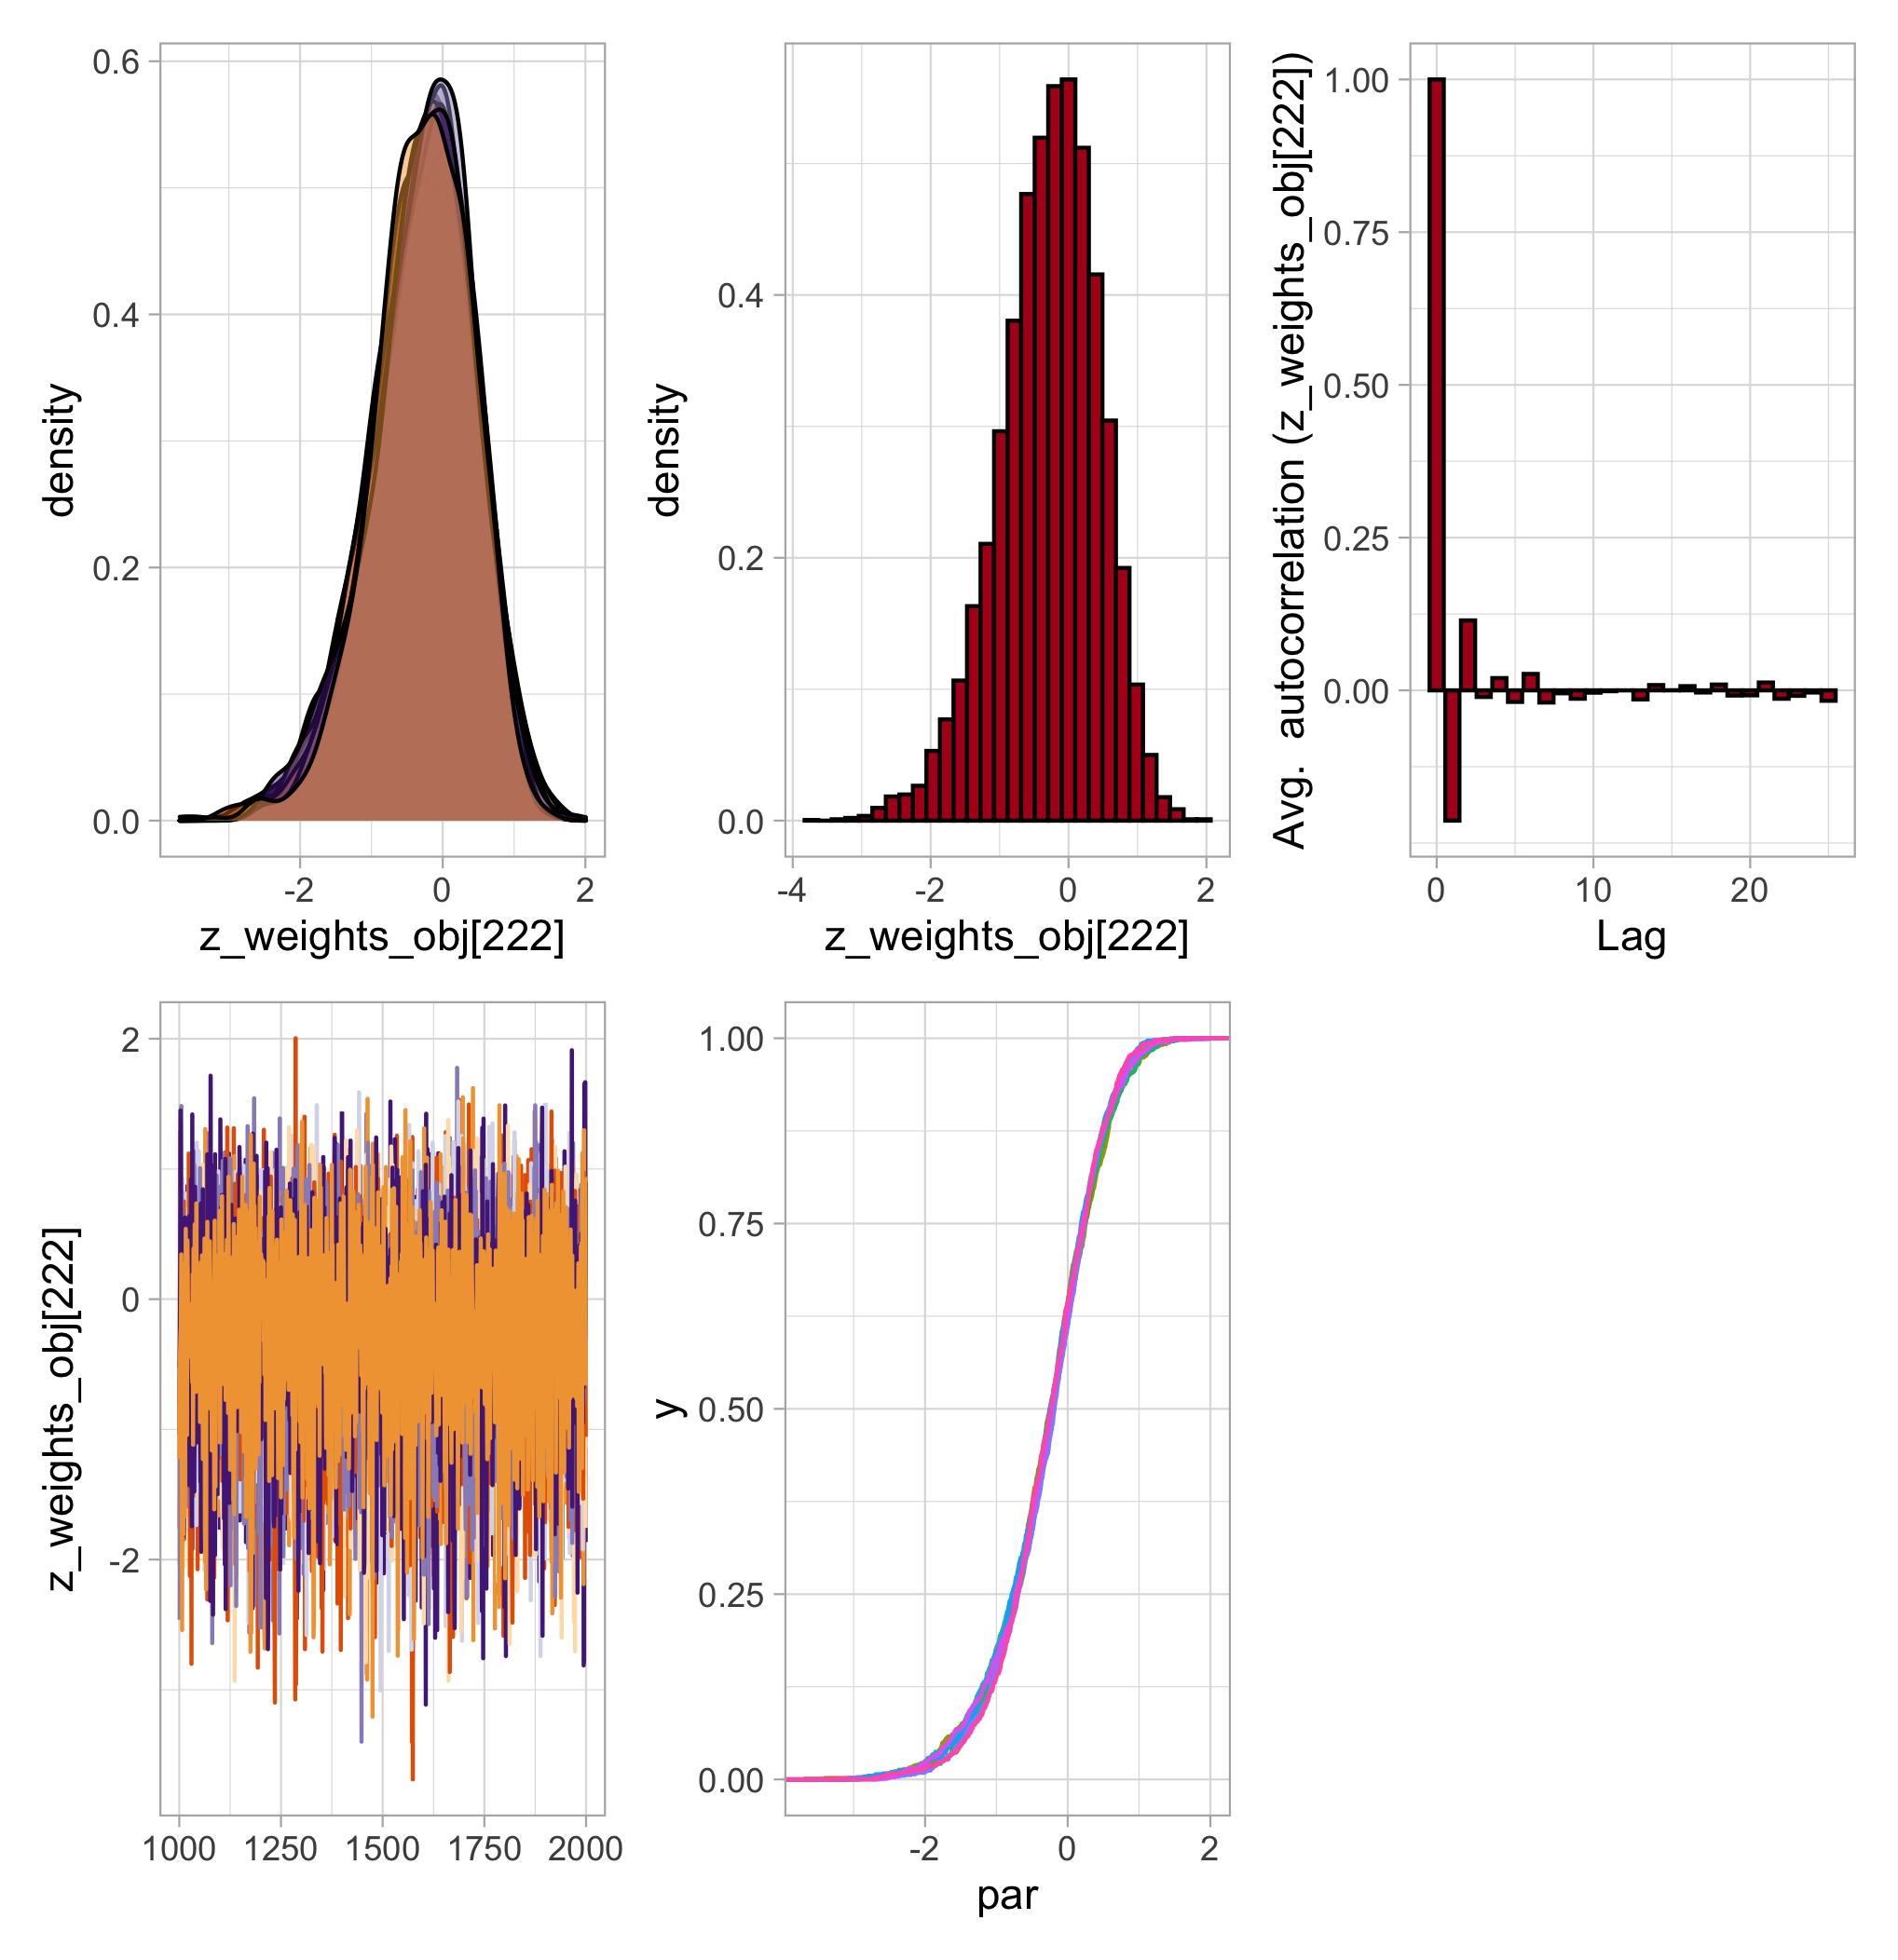 density
0.6
0.4
0.2
0.0
-2 0 2
z_weights_obj[222]
density
0.4
0.2
0.0
-4 -2 0 2
z_weights_obj[222]
Avg. autocorrelation (z_weights_obj[222])
1.00
0.75
0.50
0.25
0.00
0 10 20
Lag
z_weights_obj[222]
2
0
-2
1000 1250 1500 1750 2000
y
1.00
0.75
0.50
0.25
0.00
-2 0 2
par